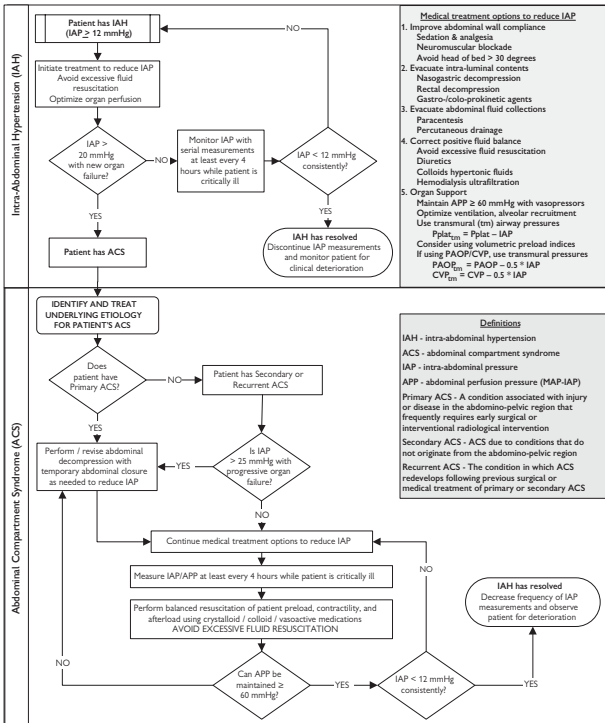 Intra-Abdominal Hypertension (IAH)
Patient has IAH
(IAP ≥ 12 mmHg)
Initiate treatment to reduce IAP
Avoid excessive fluid
resuscitation
Optimize organ perfusion
IAP >
20 mmHg
with new organ
failure?
NO
Monitor IAP with
serial measurements
at least every 4
hours while patient is
critically ill
IAP < 12 mmHg
consistently?
NO
YES
IAH has resolved
Discontinue IAP measurements
and monitor patient for
clinical deterioration
YES
Patient has ACS
Medical treatment options to reduce IAP
1. Improve abdominal wall compliance
Sedation & analgesia
Neuromuscular blockade
Avoid head of bed > 30 degrees
2. Evacuate intra-luminal contents
Nasogastric decompression
Rectal decompression
Gastro-/colo-prokinetic agents
3. Evacuate abdominal fluid collections
Paracentesis
Percutaneous drainage
4. Correct positive fluid balance
Avoid excessive fluid resuscitation
Diuretics
Colloids hypertonic fluids
Hemodialysis ultrafiltration
5. Organ Support
Maintain APP ≥ 60 mmHg with vasopressors
Optimize ventilation, alveolar recruitment
Use transmural (tm) airway pressures
Pplat tm = Pplat – IAP
Consider using volumetric preload indices
If using PAOP/CVP, use transmural pressures
PAOP tm = PAOP – 0.5 * IAP
CVP tm = CVP – 0.5 * IAP
Abdominal Compartment Syndrome (ACS)
IDENTIFY AND TREAT
UNDERLYING ETIOLOGY
FOR PATIENT'S ACS
Does
patient have
Primary ACS?
NO
Patient has Secondary or
Recurrent ACS
YES
Perform / revise abdominal
decompression with
temporary abdominal closure
as needed to reduce IAP
YES
Is IAP
> 25 mmHg with
progressive organ
failure?
NO
Continue medical treatment options to reduce IAP
Measure IAP/APP at least every 4 hours while patient is critically ill
Perform balanced resuscitation of patient preload, contractility, and
afterload using crystalloid / colloid / vasoactive medications
AVOID EXCESSIVE FLUID RESUSCITATION
NO
Can APP be
maintained ≥
60 mmHg?
YES
IAP < 12 mmHg
consistently?
NO
YES
IAH has resolved
Decrease frequency of IAP
measurements and observe
patient for deterioration
Definitions
IAH - intra-abdominal hypertension
ACS - abdominal compartment syndrome
IAP - intra-abdominal pressure
APP - abdominal perfusion pressure (MAP-IAP)
Primary ACS - A condition associated with injury
or disease in the abdomino-pelvic region that
frequently requires early surgical or
interventional radiological intervention
Secondary ACS - ACS due to conditions that do
not originate from the abdomino-pelvic region
Recurrent ACS - The condition in which ACS
redevelops following previous surgical or
medical treatment of primary or secondary ACS